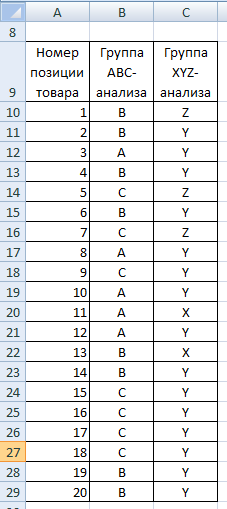 A B C
8
9 Номер позиции товара Группа ABC-анализа Группа XYZ-анализа
10 1 B Z
11 2 B Y
12 3 A Y
13 4 B Y
14 5 C Z
15 6 B Y
16 7 C Z
17 8 A Y
18 9 C Y
19 10 A Y
20 11 A X
21 12 A Y
22 13 B X
23 14 B Y
24 15 C Y
25 16 C Y
26 17 C Y
27 18 C Y
28 19 B Y
29 20 B Y